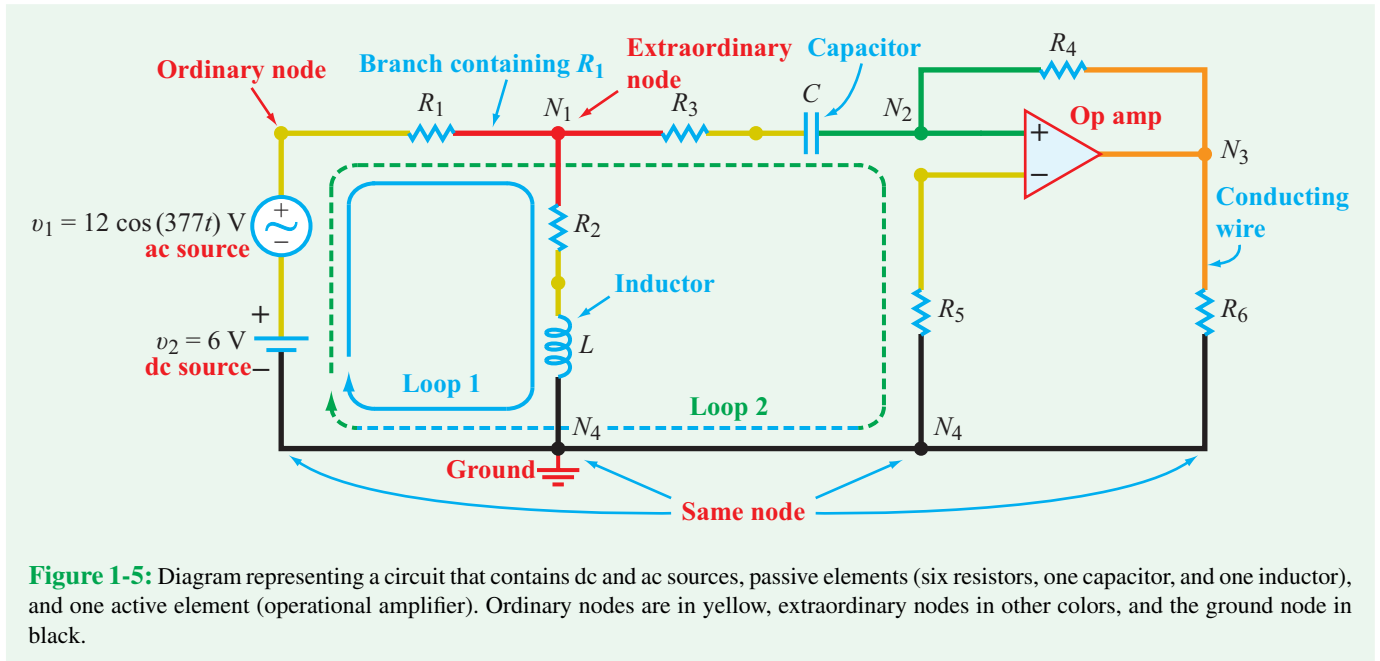 Ordinary node
Branch containing R1
Extraordinary
node
Capacitor
R4
R1
N1
R3
C
N2
Op amp
N3
+
−
Conducting
wire
+
−
υ1 = 12 cos (377t) V
ac source
R2
Inductor
L
R5
R6
+
υ2 = 6 V
dc source
−
Loop 1
Loop 2
N4
N4
Ground
Same node
Figure 1-5: Diagram representing a circuit that contains dc and ac sources, passive elements (six resistors, one capacitor, and one inductor),
and one active element (operational amplifier). Ordinary nodes are in yellow, extraordinary nodes in other colors, and the ground node in
black.